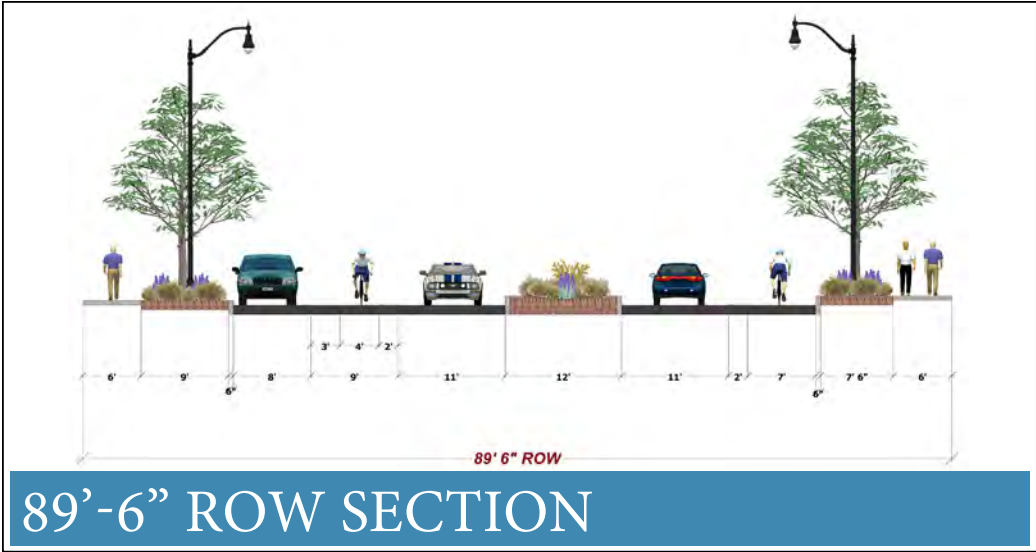 3' 4' 2'
6' 9' 8' 9' 11' 12' 11' 2' 7' 7' 6" 6'
6" 6"
89' 6" ROW
89’-6” ROW SECTION